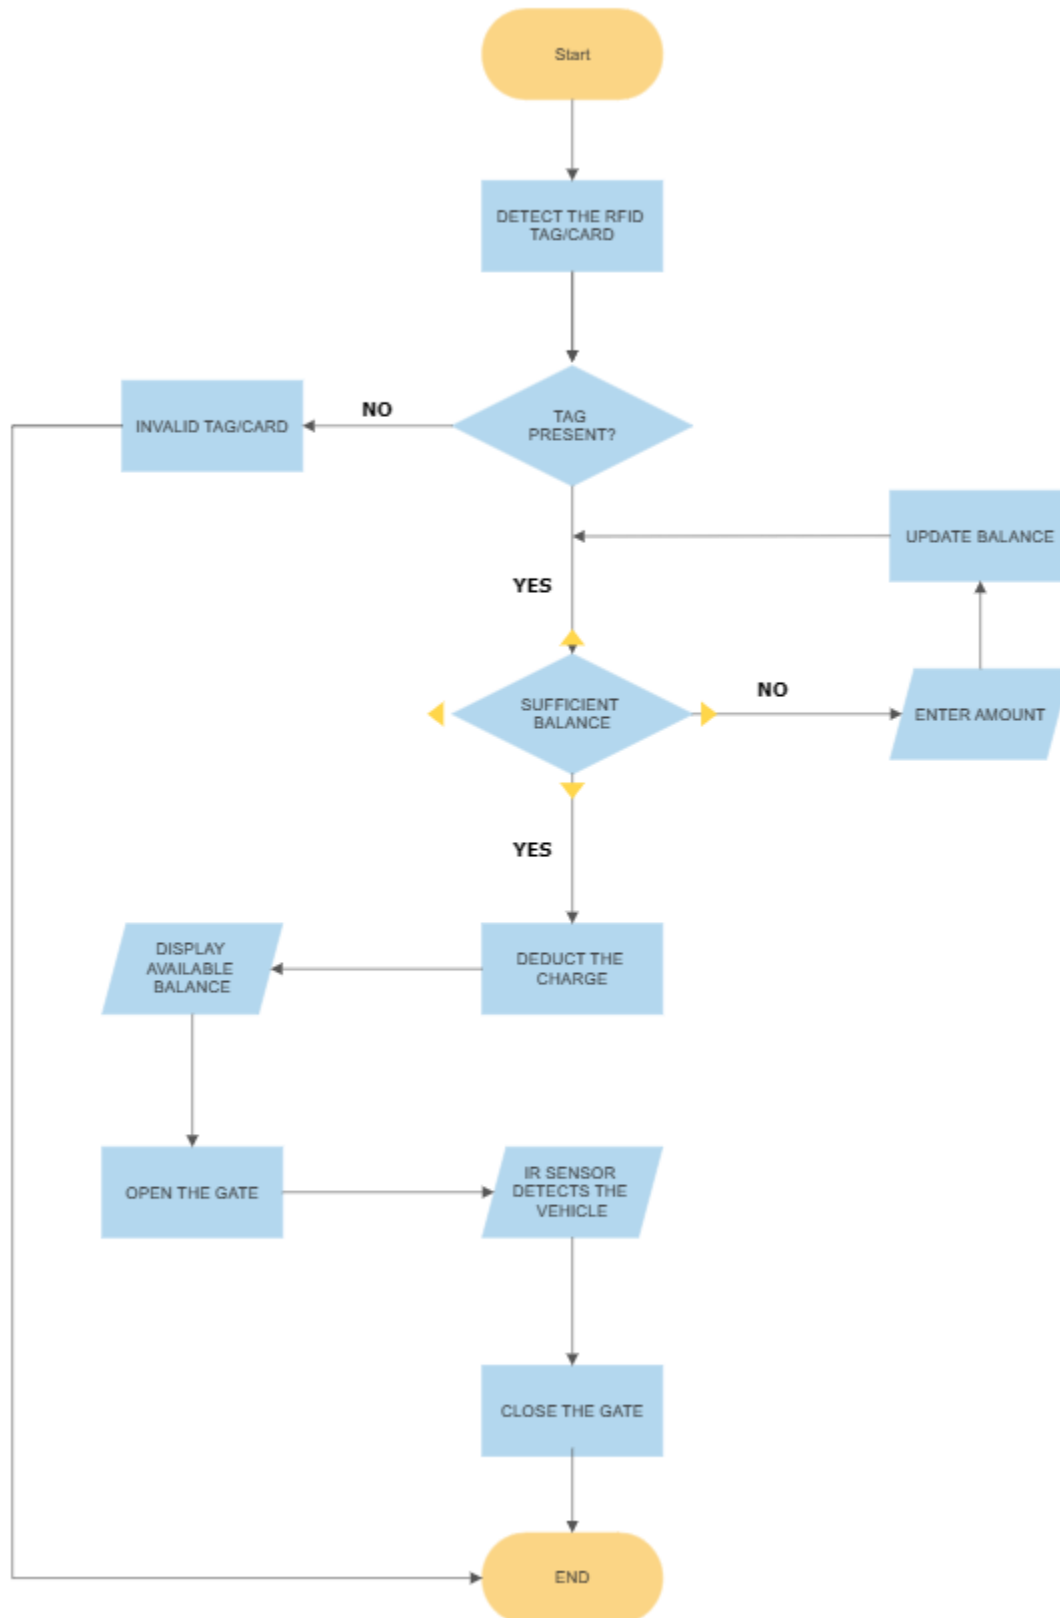 Start
DETECT THE RFID
TAG/CARD
TAG
PRESENT?
NO
INVALID TAG/CARD
UPDATE BALANCE
YES
SUFFICIENT
BALANCE
NO
ENTER AMOUNT
YES
DEDUCT THE
CHARGE
DISPLAY
AVAILABLE
BALANCE
OPEN THE GATE
IR SENSOR
DETECTS THE
VEHICLE
CLOSE THE GATE
END